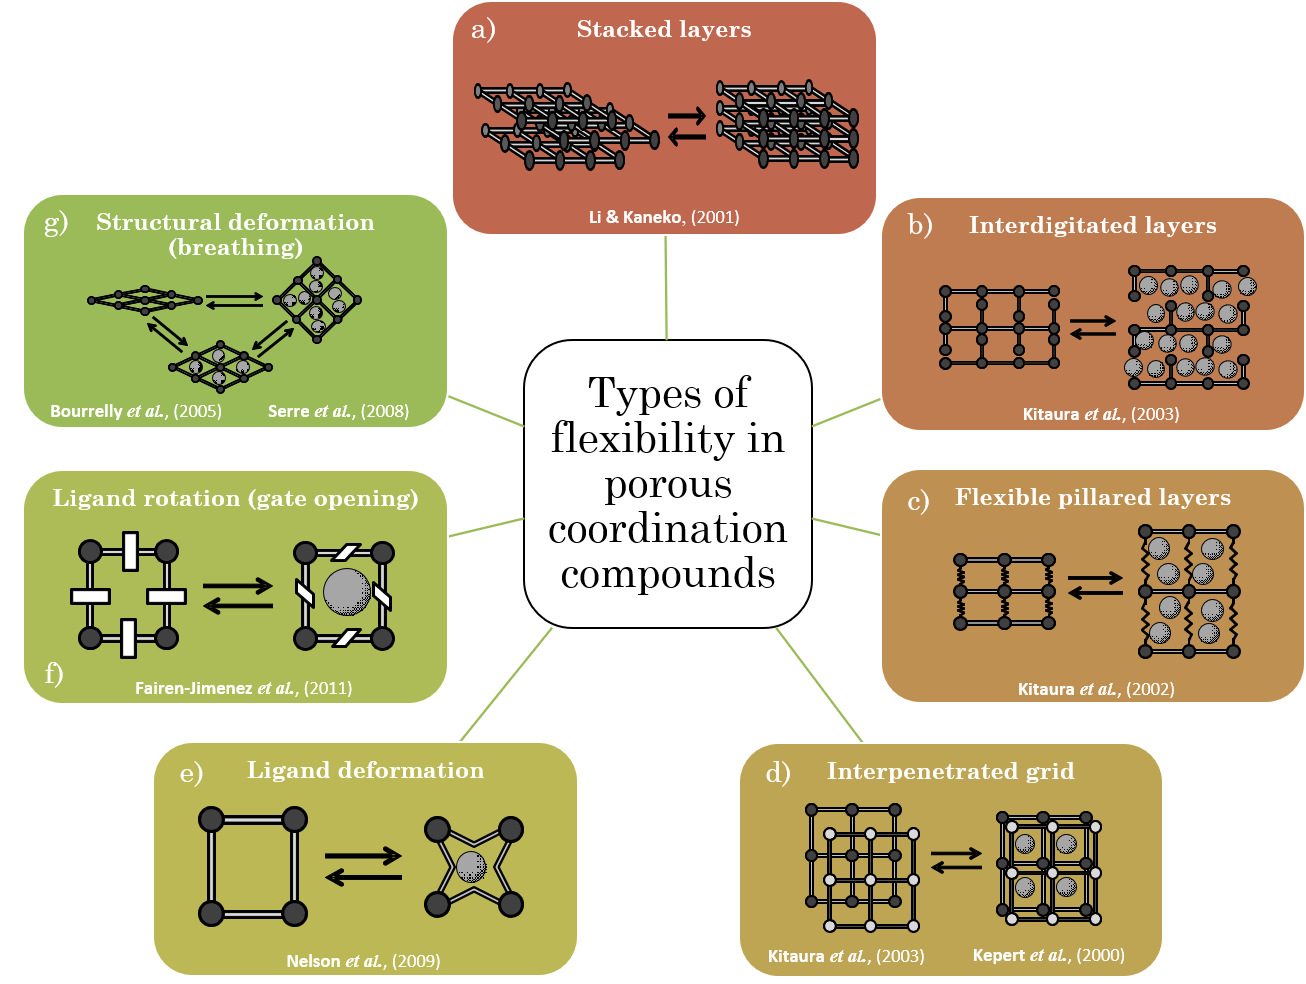 a)
Stacked layers
Li & Kaneko, (2001)
b)
Interdigitated layers
Kitaura et al., (2003)
c)
Flexible pillared layers
Kitaura et al., (2002)
d)
Interpenetrated grid
Kitaura et al., (2003)
Kepert et al., (2000)
e)
Ligand deformation
Nelson et al., (2009)
Ligand rotation (gate opening)
f)
Fairen-Jimenez et al., (2011)
g)
Structural deformation
(breathing)
Bourrelly et al., (2005)
Serre et al., (2008)
Types of
flexibility in
porous
coordination
compounds